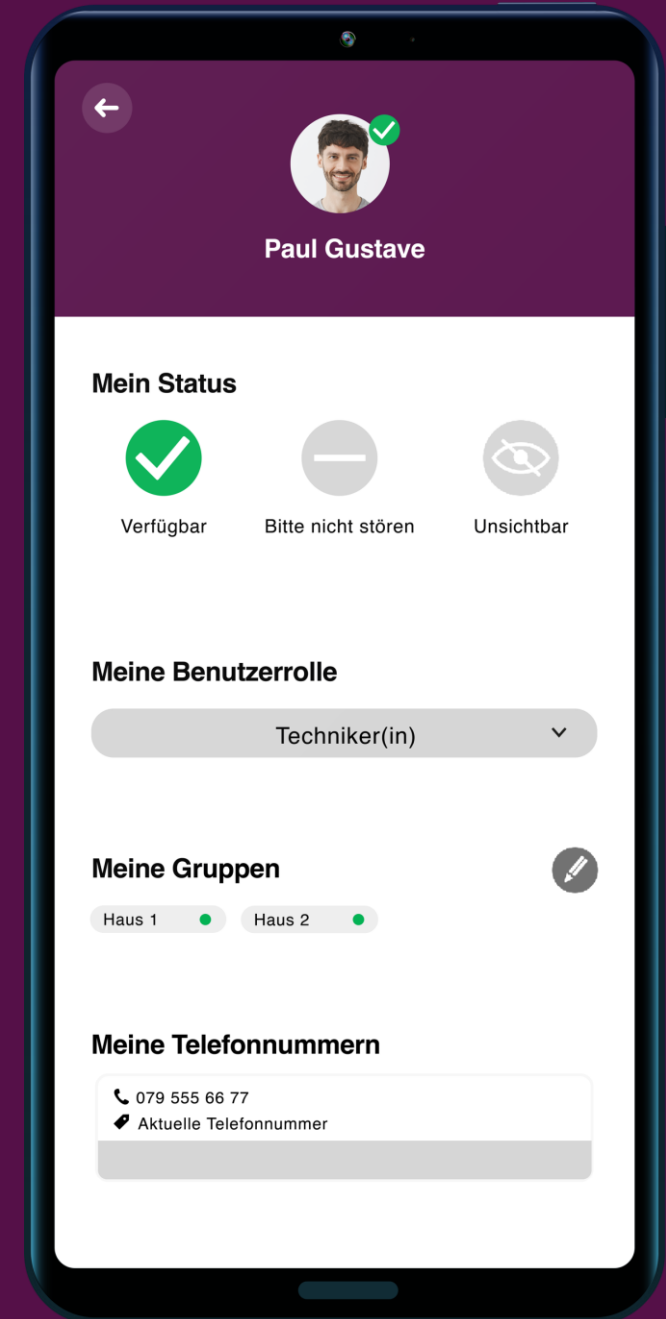 Paul Gustave
Mein Status
Verfügbar Bitte nicht stören Unsichtbar
Meine Benutzerrolle
Techniker(in)
Meine Gruppen
Haus 1 Haus 2
Meine Telefonnummern
079 555 66 77
Aktuelle Telefonnummer